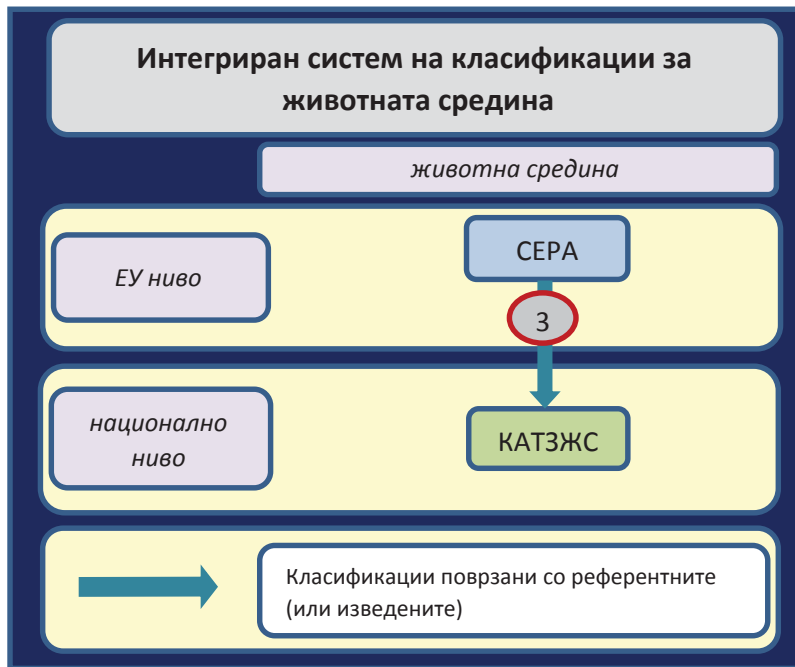 Интегриран систем на класификации за
животната средина
животна средина
ЕУ ниво
СЕРА
3
национално
ниво
КАТЗЖС
Класификации поврзани со референтните
(или изведените)